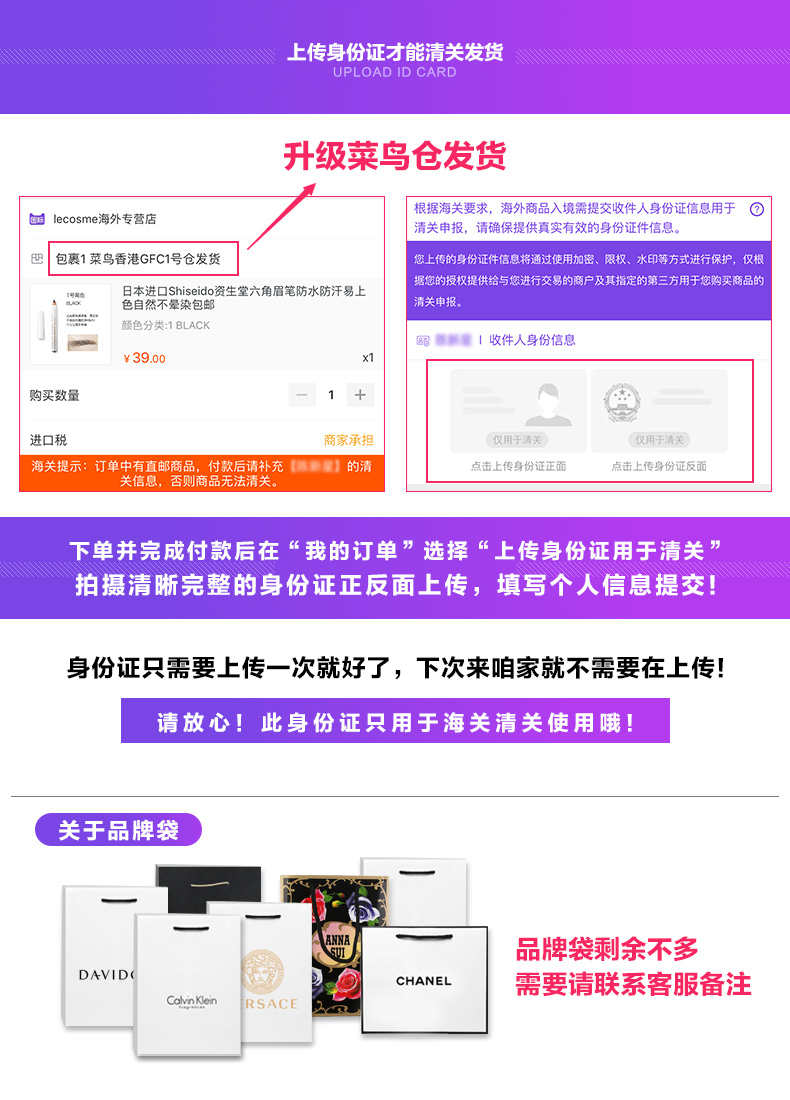 上传身份证才能清关发货
UPLOAD ID CARD
升级菜鸟仓发货
国际
lecosme海外专营店
包裹1 菜鸟香港GFC1号仓发货
1号黑色
BLACK
日本进口Shiseido资生堂六角眉笔防水防汗易上
色自然不晕染包邮
颜色分类:1 BLACK
￥39.00
x1
购买数量
1
进口税
商家承担
海关提示：订单中有直邮商品，付款后请补充【
】的清
关信息，否则商品无法清关。
根据海关要求，海外商品入境需提交收件人身份证信息用于
清关申报，请确保提供真实有效的身份证件信息。
?
您上传的身份证件信息将通过使用加密、限权、水印等方式进行保护，仅根
据您的授权提供给与您进行交易的商户及其指定的第三方用于您购买商品的
清关申报。
| 收件人身份信息
仅用于清关
仅用于清关
点击上传身份证正面
点击上传身份证反面
下单并完成付款后在“我的订单”选择“上传身份证用于清关”
拍摄清晰完整的身份证正反面上传，填写个人信息提交！
身份证只需要上传一次就好了，下次来咱家就不需要在上传！
请放心！此身份证只用于海关清关使用哦！
关于品牌袋
DAVIDO
Calvin Klein
fragrances
ERSACE
ANNA
SUI
CHANEL
品牌袋剩余不多
需要请联系客服备注